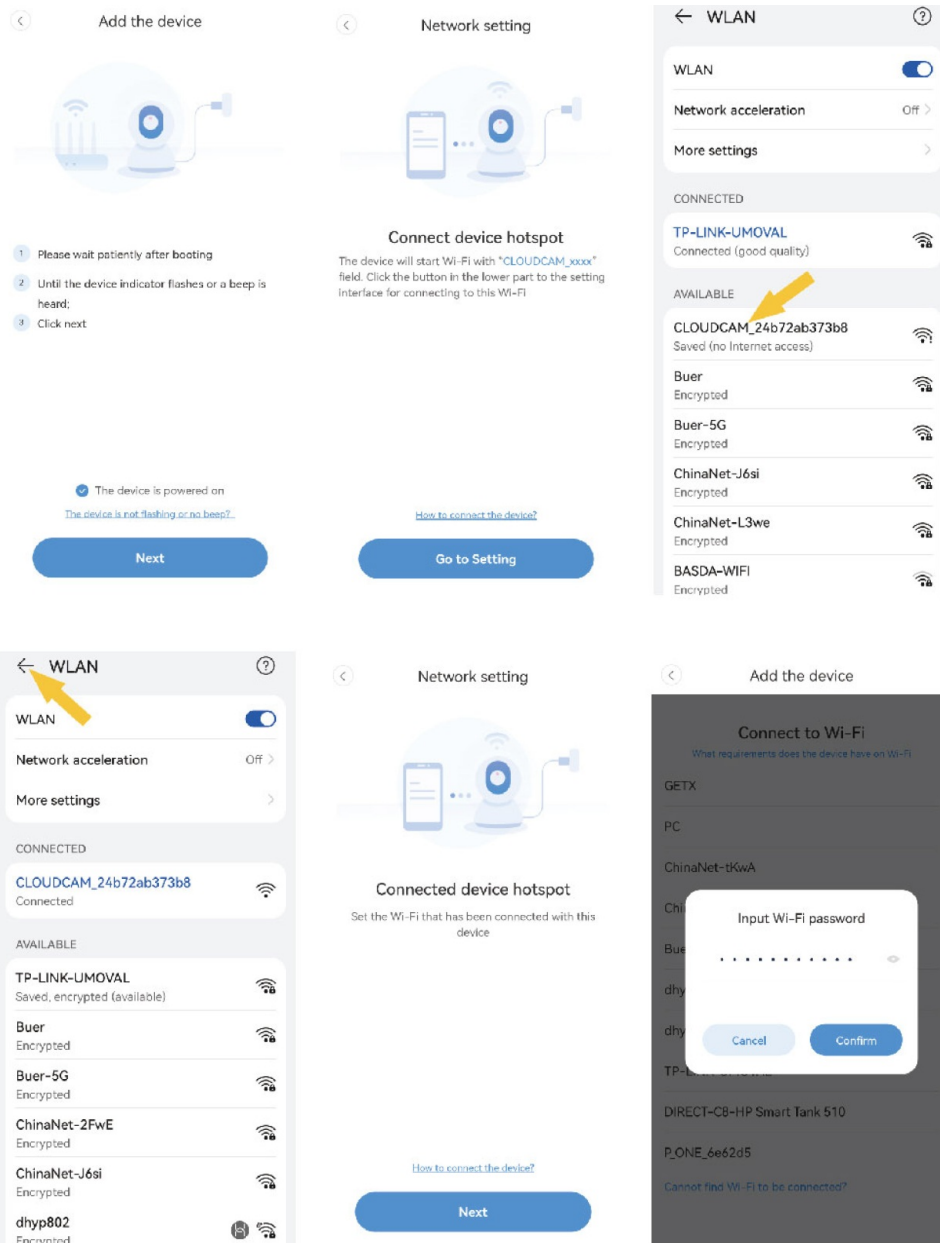 Add the device
1 Please wait patiently after booting
2 Until the device indicator flashes or a beep is
heard;
3 Click next
The device is powered on
The device is not flashing or no beep?
Next
Network setting
Connect device hotspot
The device will start Wi-Fi with "CLOUDCAM_xxxx"
field. Click the button in the lower part to the setting
interface for connecting to this Wi-Fi
How to connect the device?
Go to Setting
WLAN
WLAN
Network acceleration Off
More settings
CONNECTED
TP-LINK-UMOVAL
Connected (good quality)
AVAILABLE
CLOUDCAM_24b72ab373b8
Saved (no Internet access)
Buer
Encrypted
Buer-5G
Encrypted
ChinaNet-J6si
Encrypted
ChinaNet-L3we
Encrypted
BASDA-WIFI
Encrypted
WLAN
WLAN
Network acceleration Off
More settings
CONNECTED
CLOUDCAM_24b72ab373b8
Connected
AVAILABLE
TP-LINK-UMOVAL
Saved, encrypted (available)
Buer
Encrypted
Buer-5G
Encrypted
ChinaNet-2FwE
Encrypted
ChinaNet-J6si
Encrypted
dhyp802
Encrypted
Network setting
Connected device hotspot
Set the Wi-Fi that has been connected with this
device
How to connect the device?
Next
Add the device
Connect to Wi-Fi
What requirements does the device have on Wi-Fi
GETX
PC
ChinaNet-tKwA
Chi
Bue
dhy
dhy
Input Wi-Fi password
Cancel Confirm
DIRECT-C8-HP Smart Tank 510
P_ONE_6e62d5
Cannot find Wi-Fi to be connected?